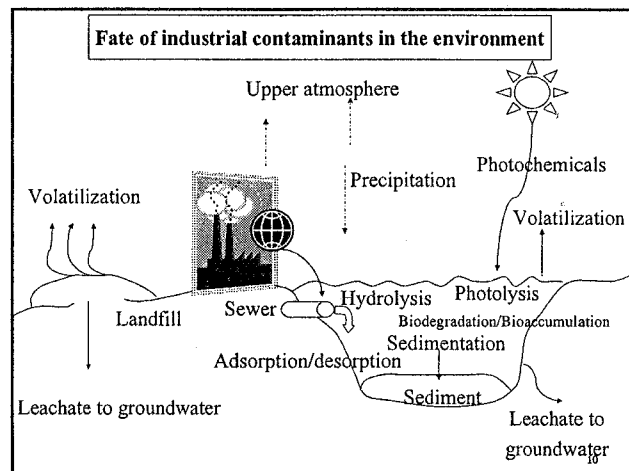 Fate of industrial contaminants in the environment
Upper atmosphere
Photochemicals
Precipitation
Volatilization
Volatilization
Hydrolysis
Photolysis
Sewer
Landfill
Biodegradation/Bioaccumulation
Sedimentation
Adsorption/desorption
Sediment
Leachate to groundwater
Leachate to
groundwater
10